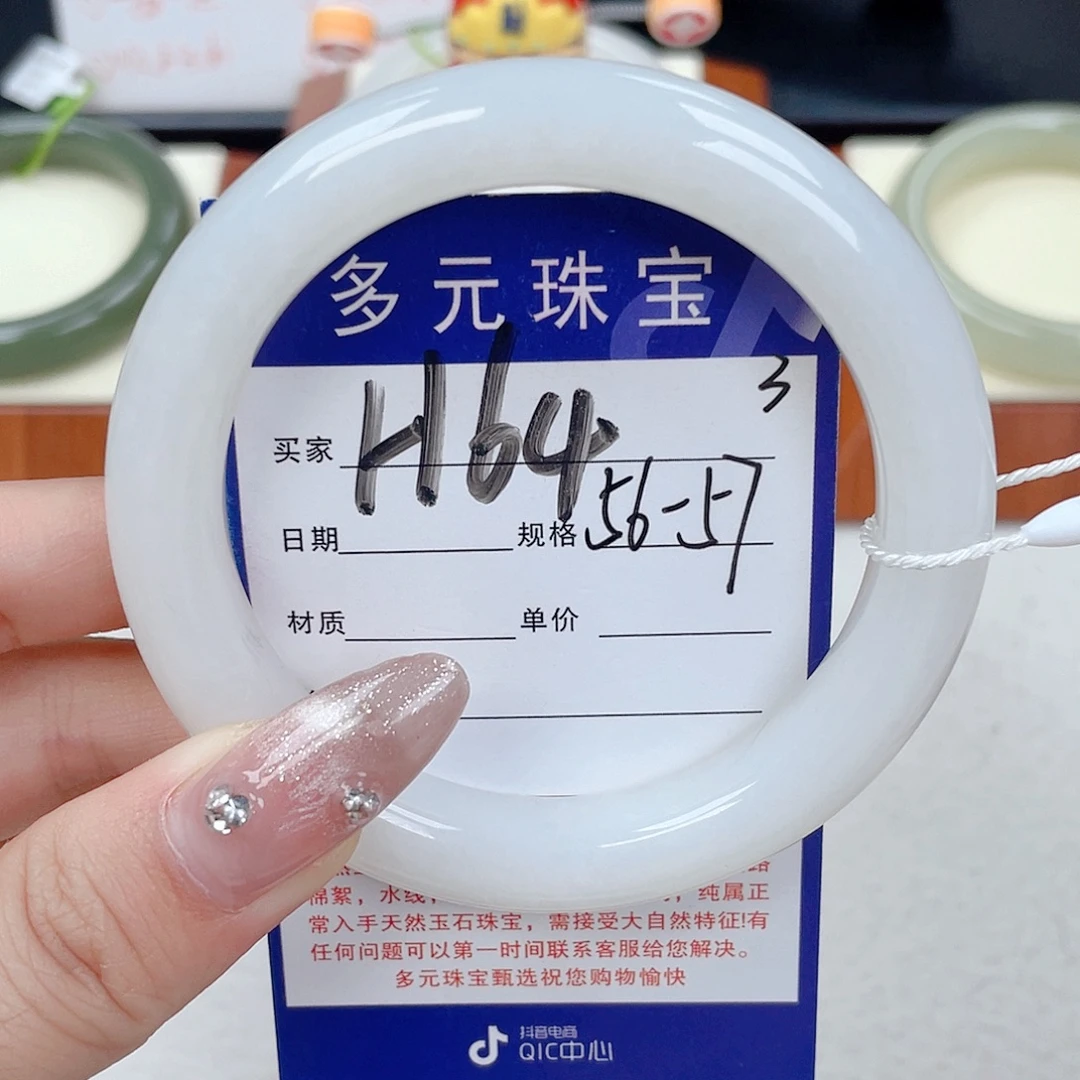 多元珠宝
3
买家 H64
日期 规格 56-57
材质 单价
棉絮，水线，
纯属正
常入手天然玉石珠宝，需接受大自然特征!有
任何问题可以第一时间联系客服给您解决。
多元珠宝甄选祝您购物愉快
抖音电商
QIC中心